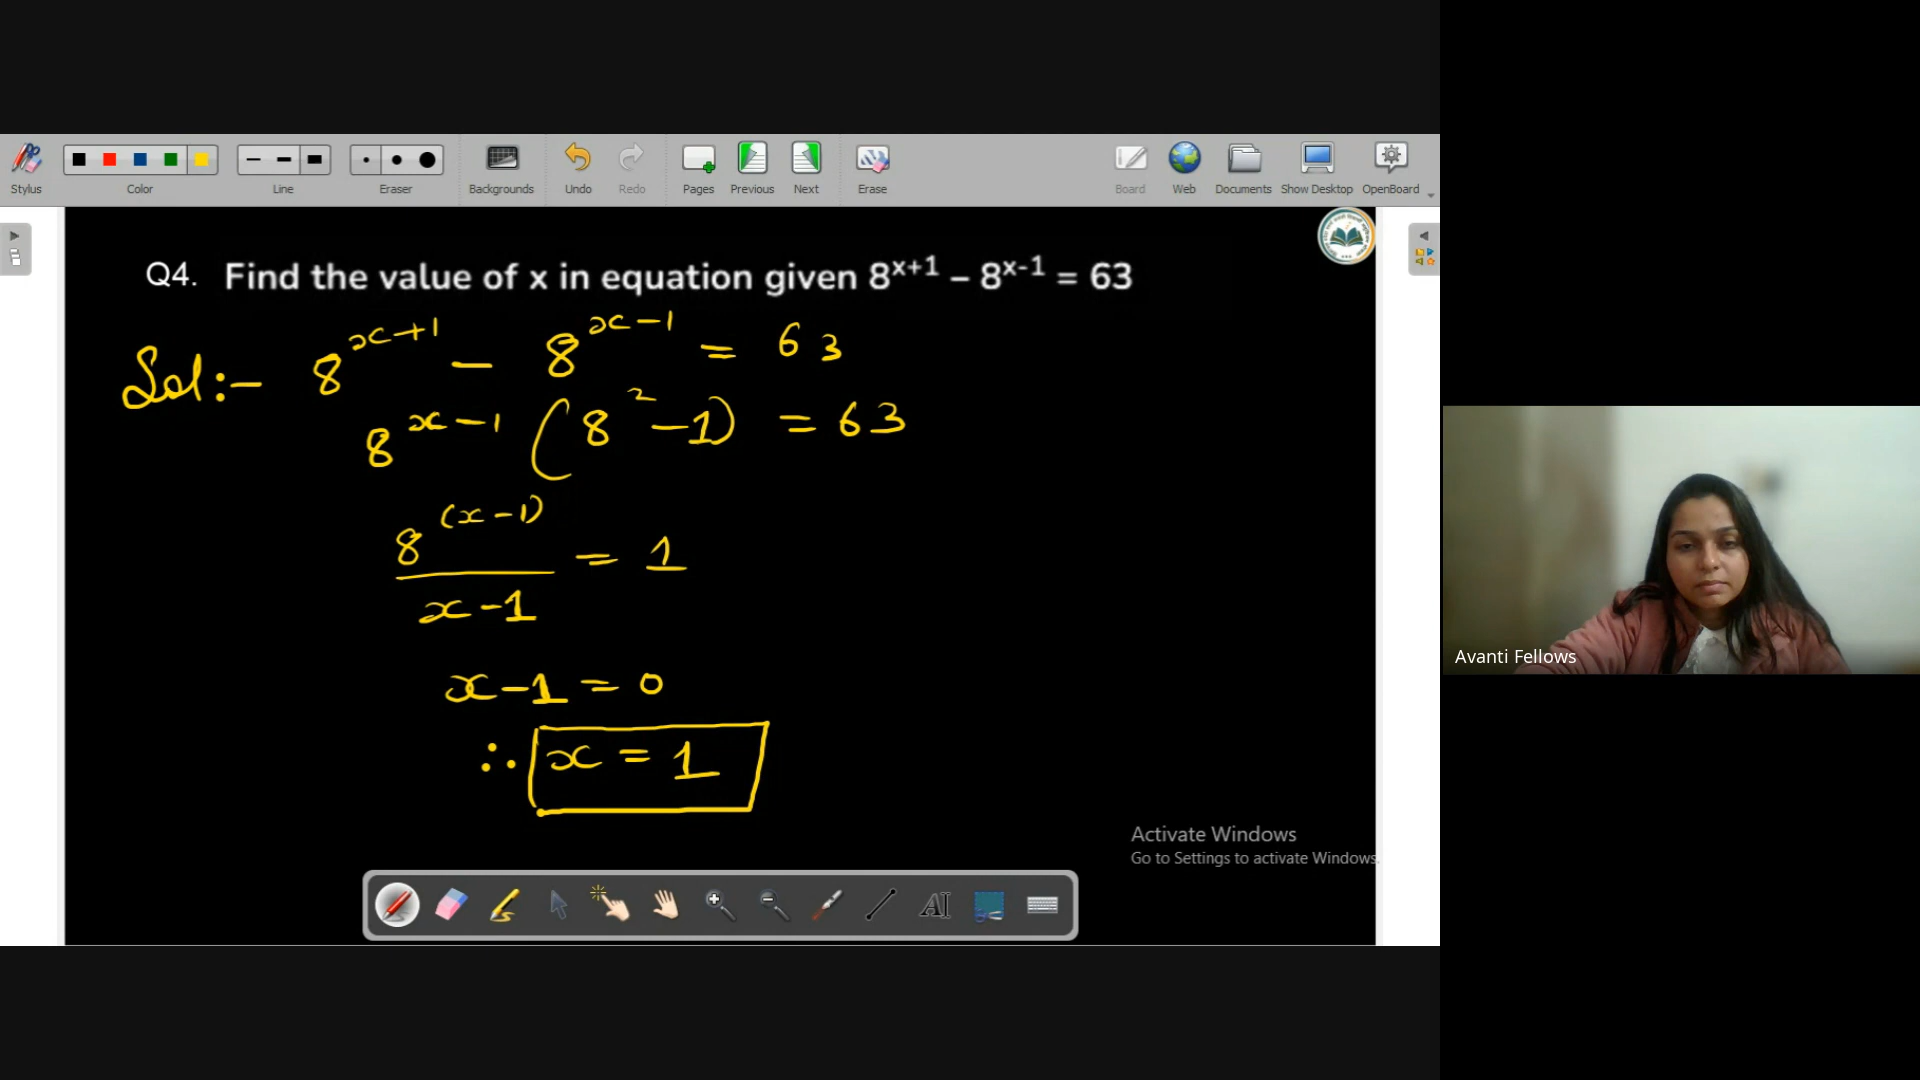 Stylus
Color
Line
Eraser
Backgrounds
Undo
Redo
Pages
Previous
Next
Erase
Board
Web
Documents
Show Desktop
OpenBoard
Q4. Find the value of x in equation given 8^{x+1} – 8^{x-1} = 63
Sol:- 8^{x+1} - 8^{x-1} = 63
8^{x-1} (8^2 - 1) = 63
8^{(x-1)} = 1
x-1
x-1 = 0
∴ x = 1
Activate Windows
Go to Settings to activate Windows.
AI
Avanti Fellows